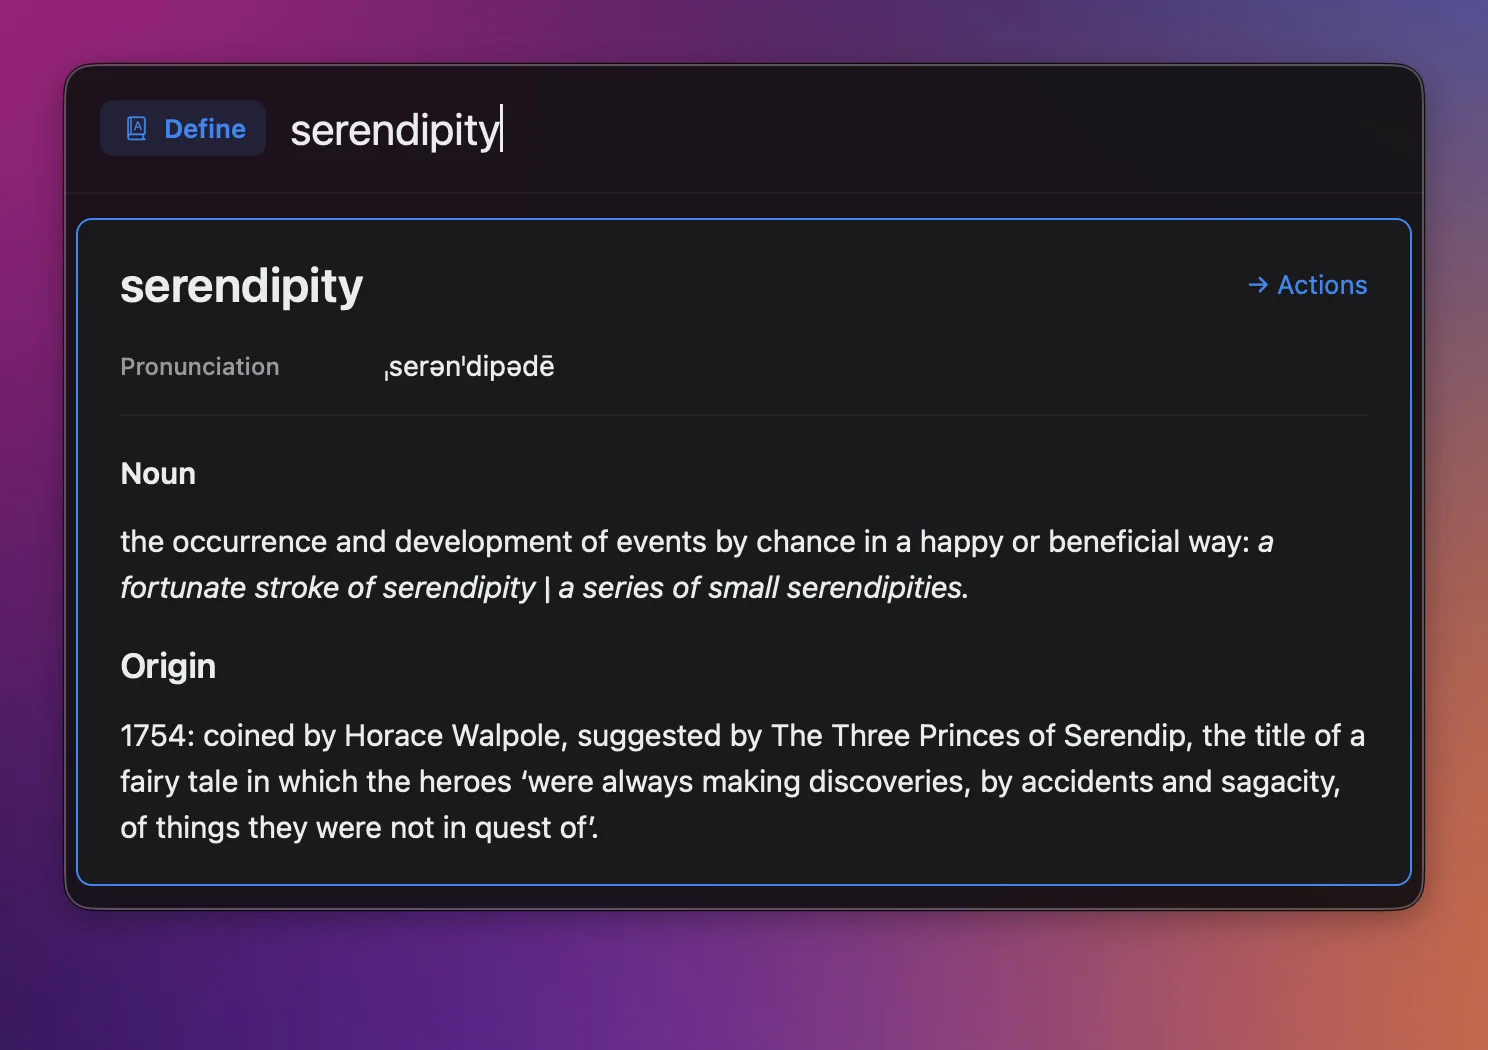 Define serendipity
serendipity
→ Actions
Pronunciation ˌserənˈdipədē
Noun
the occurrence and development of events by chance in a happy or beneficial way: a
fortunate stroke of serendipity | a series of small serendipities.
Origin
1754: coined by Horace Walpole, suggested by The Three Princes of Serendip, the title of a
fairy tale in which the heroes ‘were always making discoveries, by accidents and sagacity,
of things they were not in quest of’.